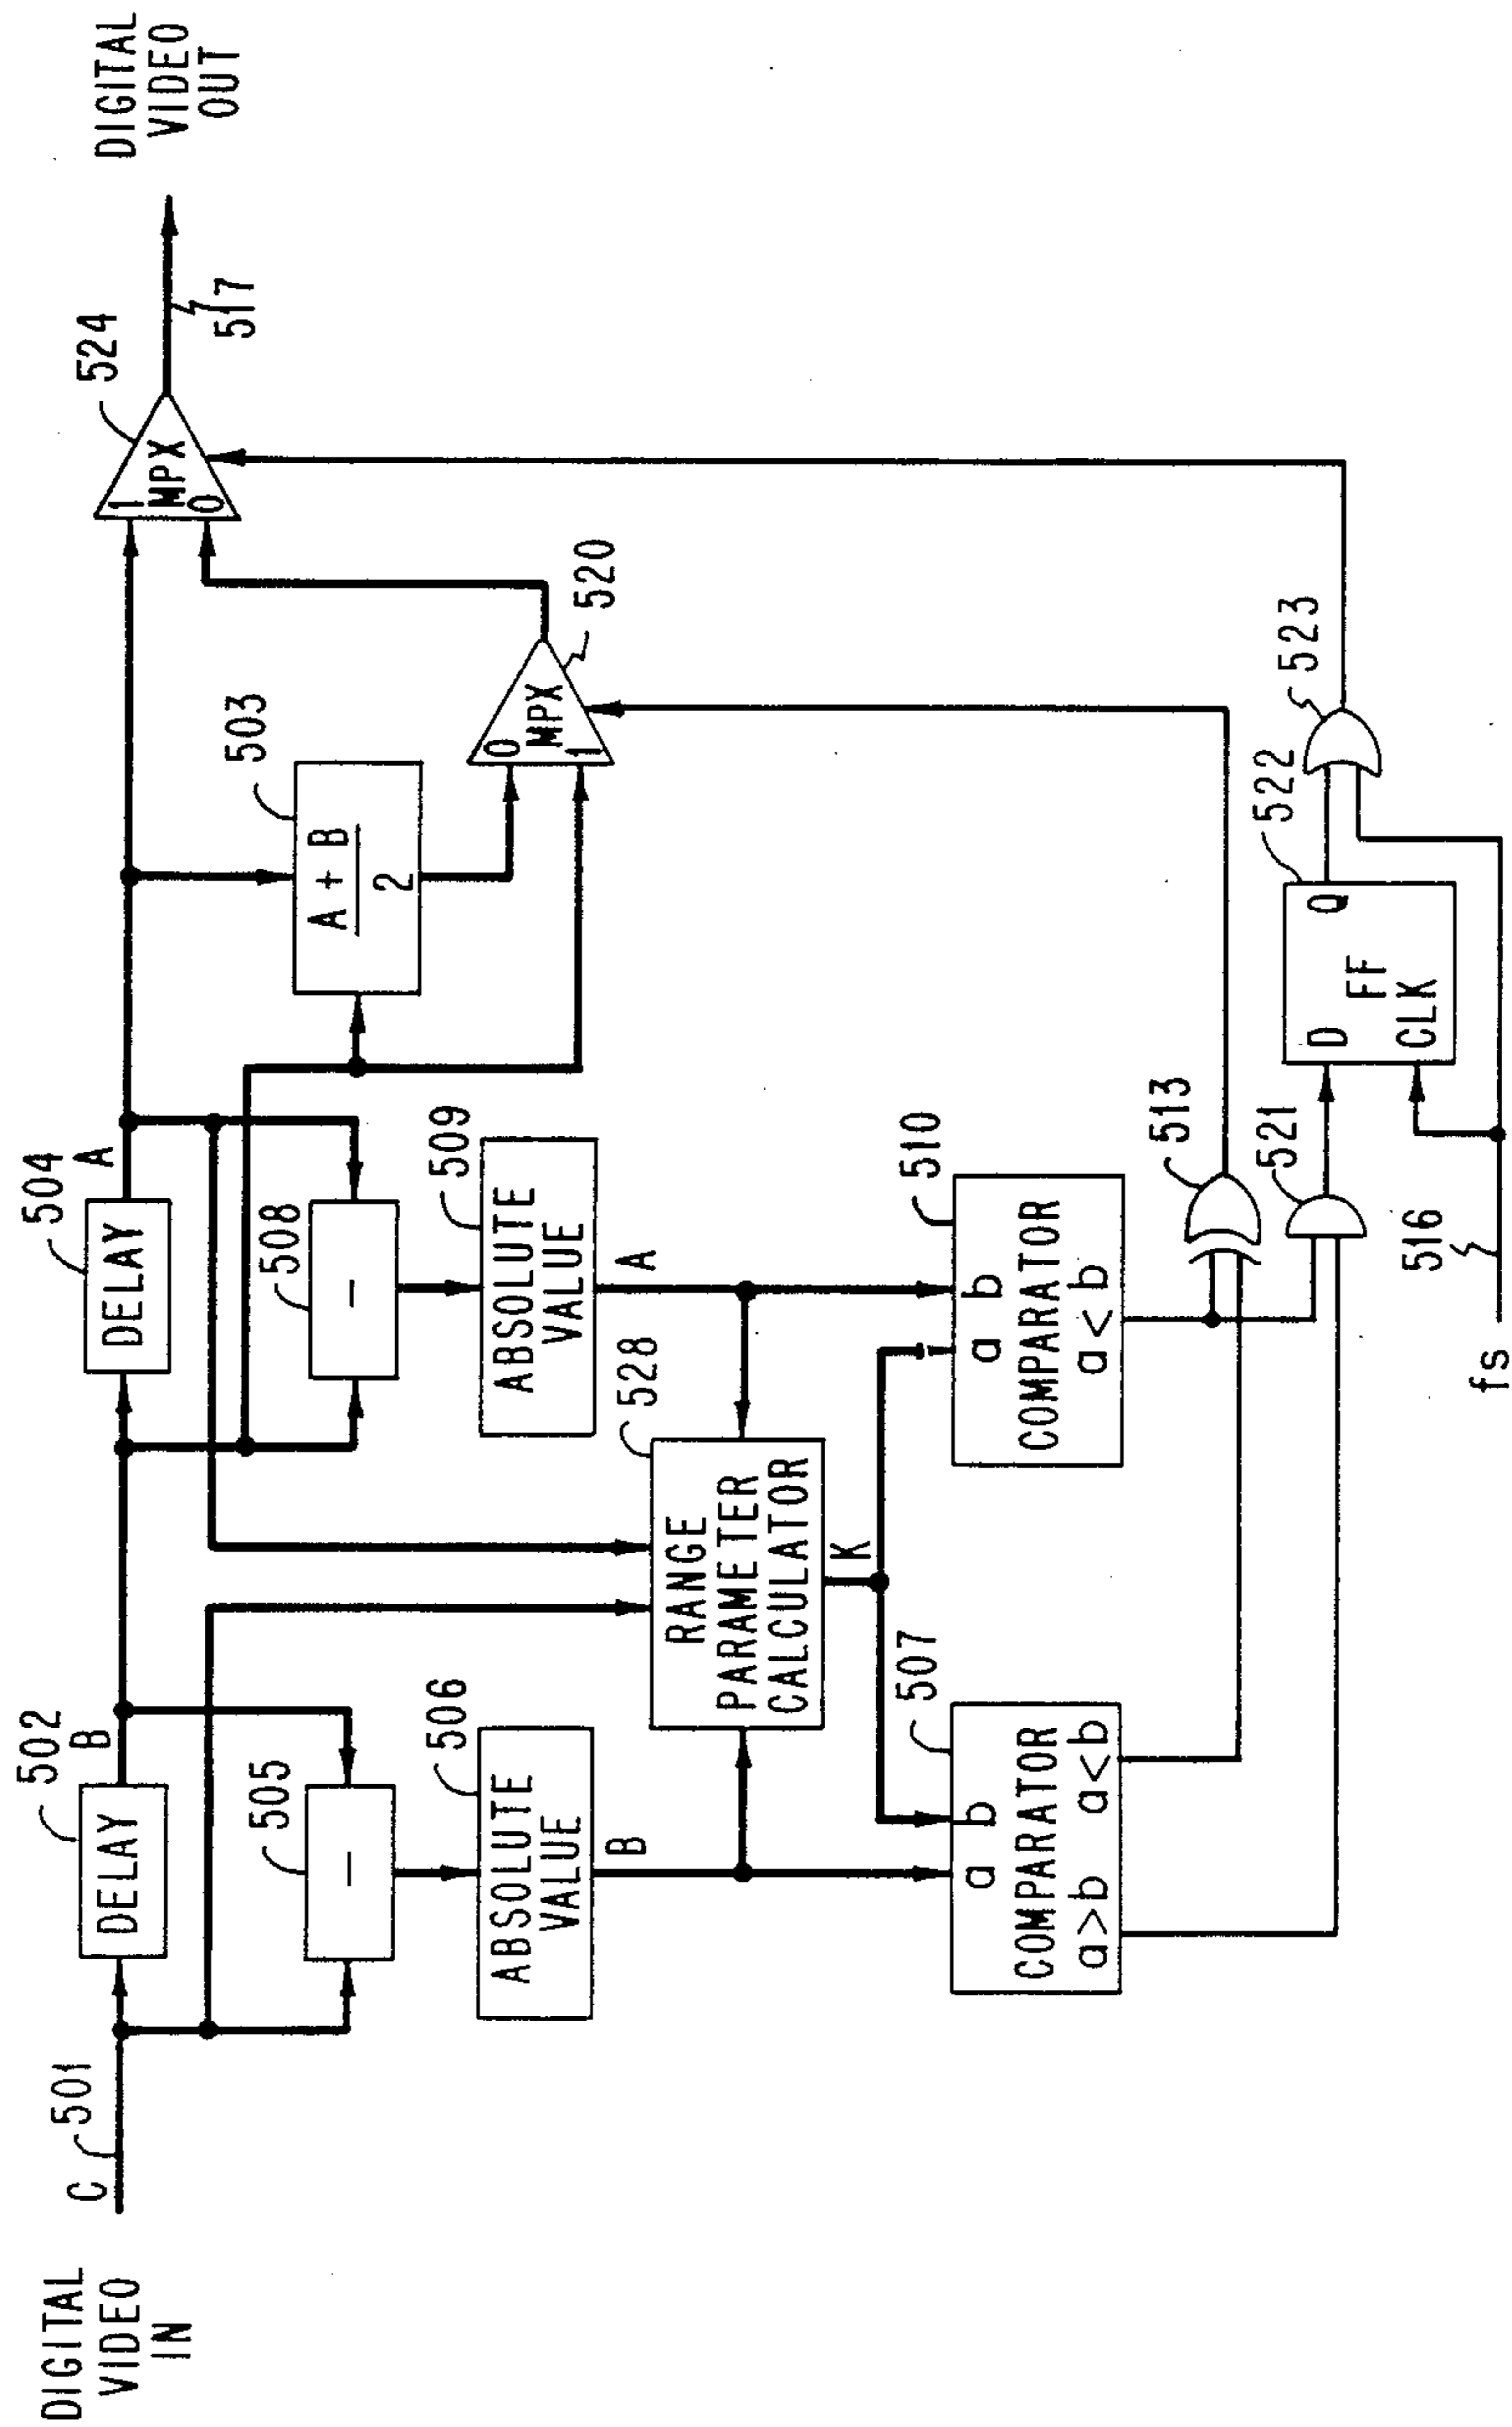 DIGITAL
VIDEO
IN
C
501
502
B
DELAY
504
A
DELAY
505
−
506
ABSOLUTE
VALUE
B
508
−
509
ABSOLUTE
VALUE
A
503
A + B
2
528
RANGE
PARAMETER
CALCULATOR
K
507
a b
COMPARATOR
a>b a<b
510
a b
COMPARATOR
a<b
513
521
522
D Q
FF
CLK
523
fs
516
0
MPX
1
520
1
MPX
0
524
517
DIGITAL
VIDEO
OUT